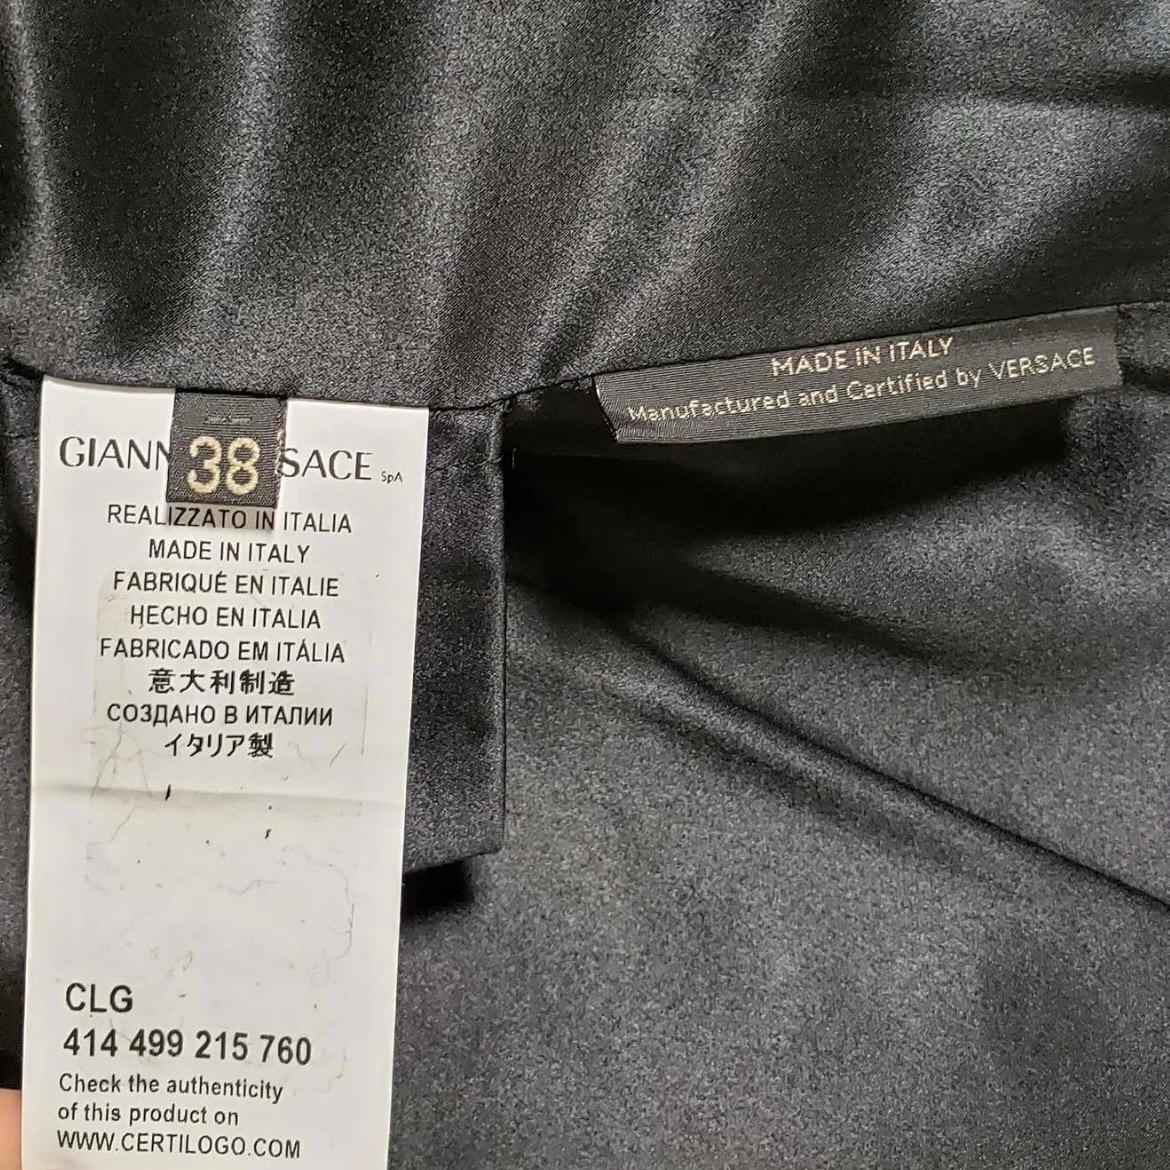 MADE IN ITALY
Manufactured and Certified by VERSACE
38
GIANN SACE SpA
REALIZZATO IN ITALIA
MADE IN ITALY
FABRIQUÉ EN ITALIE
HECHO EN ITALIA
FABRICADO EM ITÁLIA
意大利制造
СОЗДАНО В ИТАЛИИ
イタリア製
CLG
414 499 215 760
Check the authenticity
of this product on
WWW.CERTILOGO.COM